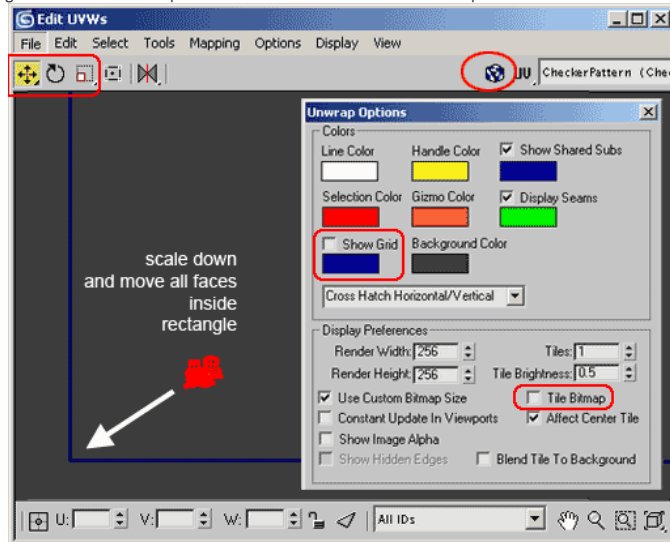 Edit UVWs
File Edit Select Tools Mapping Options Display View
UV CheckerPattern (Che
Unwrap Options
Colors
Line Color Handle Color Show Shared Subs
Selection Color Gizmo Color Display Seams
Show Grid Background Color
Cross Hatch Horizontal/Vertical
scale down
and move all faces
inside
rectangle
Display Preferences
Render Width: 256 Tiles: 1
Render Height: 256 Tile Brightness: 0.5
Use Custom Bitmap Size Tile Bitmap
Constant Update In Viewports Affect Center Tile
Show Image Alpha
Show Hidden Edges Blend Tile To Background
U: V: W: All IDs